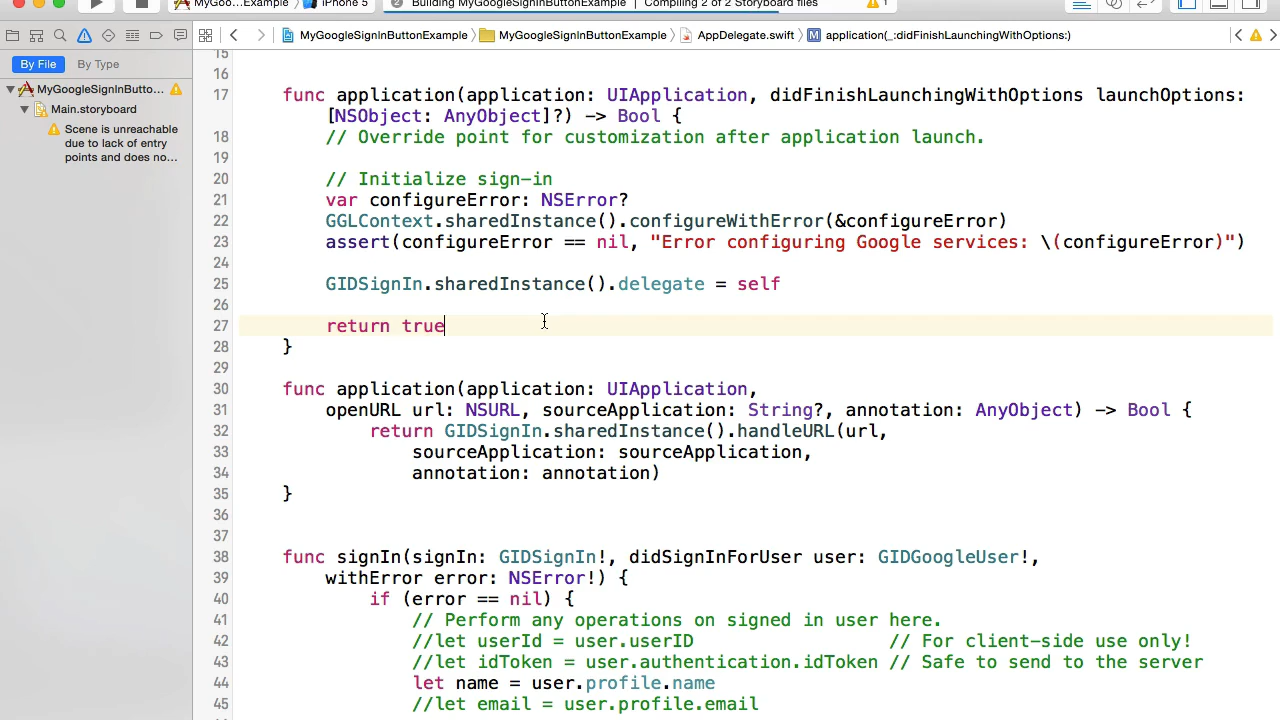 MyGoo...Example
iPhone 5
2
Building MyGoogleSignInButtonExample | Compiling 2 of 2 Storyboard files
1
MyGoogleSignInButtonExample
MyGoogleSignInButtonExample
AppDelegate.swift
M
application(_:didFinishLaunchingWithOptions:)
By File
By Type
MyGoogleSignInButto...
Main.storyboard
Scene is unreachable
due to lack of entry
points and does no...
15
16
17 func application(application: UIApplication, didFinishLaunchingWithOptions launchOptions:
[NSObject: AnyObject]?) -> Bool {
18 // Override point for customization after application launch.
19
20 // Initialize sign-in
21 var configureError: NSError?
22 GGLContext.sharedInstance().configureWithError(&configureError)
23 assert(configureError == nil, "Error configuring Google services: \(configureError)")
24
25 GIDSignIn.sharedInstance().delegate = self
26
27 return true
28 }
29
30 func application(application: UIApplication,
31 openURL url: NSURL, sourceApplication: String?, annotation: AnyObject) -> Bool {
32 return GIDSignIn.sharedInstance().handleURL(url,
33 sourceApplication: sourceApplication,
34 annotation: annotation)
35 }
36
37
38 func signIn(signIn: GIDSignIn!, didSignInForUser user: GIDGoogleUser!,
39 withError error: NSError!) {
40 if (error == nil) {
41 // Perform any operations on signed in user here.
42 //let userId = user.userID // For client-side use only!
43 //let idToken = user.authentication.idToken // Safe to send to the server
44 let name = user.profile.name
45 //let email = user.profile.email